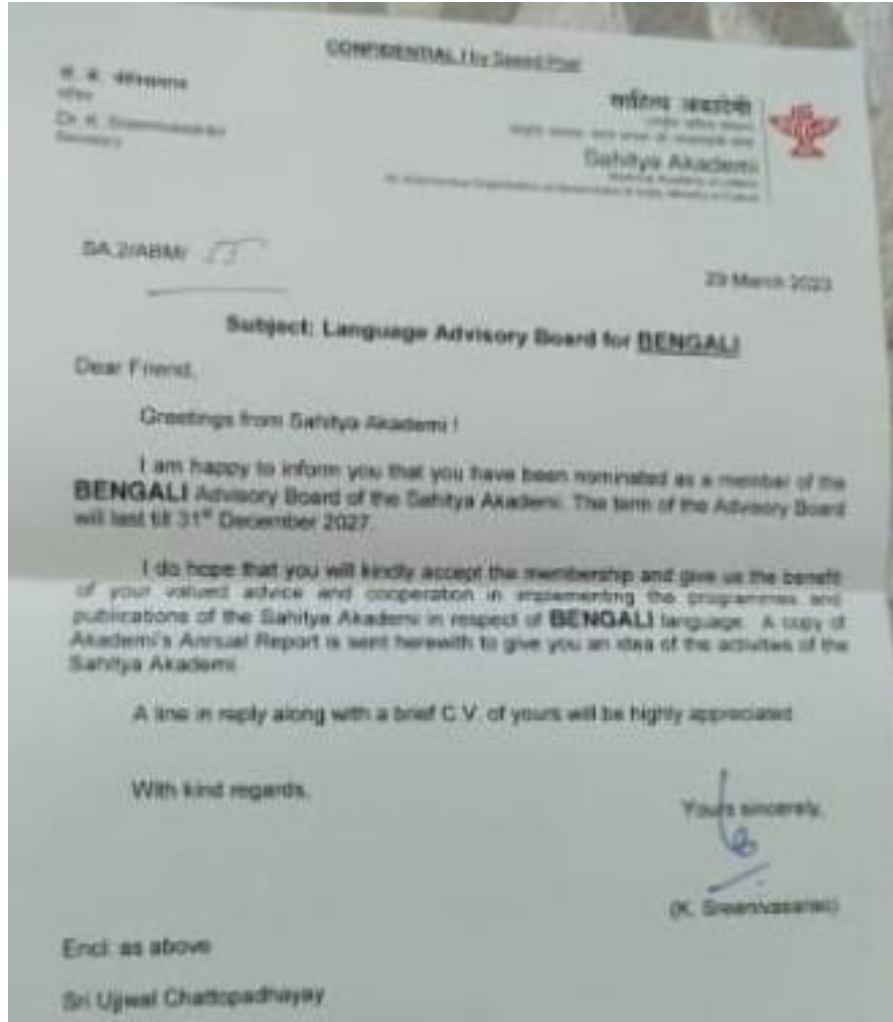 CONFIDENTIAL / by Speed Post
Dr. K. Sreenivasarao
Secretary
साहित्य अकादेमी
Sahitya Akademi
SA.2/ABM/ 15
29 March 2023
Subject: Language Advisory Board for BENGALI
Dear Friend,
Greetings from Sahitya Akademi !
I am happy to inform you that you have been nominated as a member of the
BENGALI Advisory Board of the Sahitya Akademi. The term of the Advisory Board
will last till 31st December 2027.
I do hope that you will kindly accept the membership and give us the benefit
of your valued advice and cooperation in implementing the programmes and
publications of the Sahitya Akademi in respect of BENGALI language. A copy of
Akademi's Annual Report is sent herewith to give you an idea of the activities of the
Sahitya Akademi.
A line in reply along with a brief C.V. of yours will be highly appreciated.
With kind regards,
Yours sincerely,
(K. Sreenivasarao)
Encl: as above
Sri Ujjwal Chattopadhayay